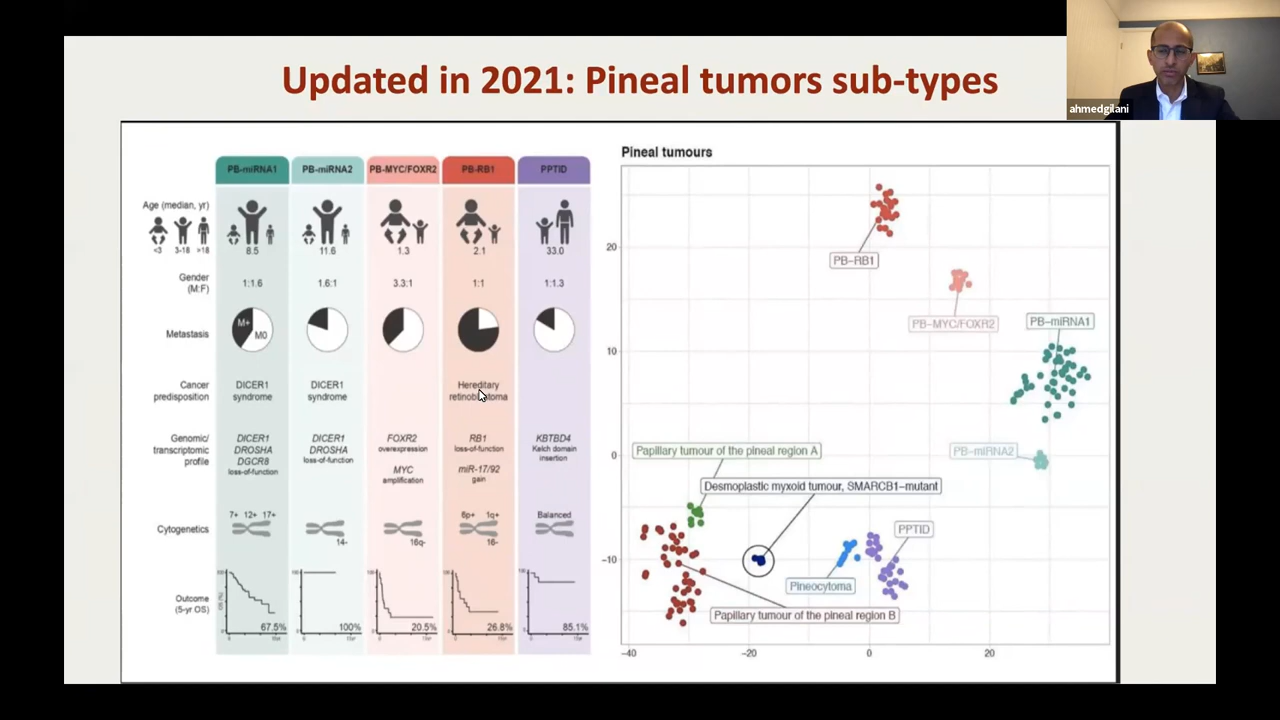 Updated in 2021: Pineal tumors sub-types
ahmedgilani
PB-miRNA1 PB-miRNA2 PB-MYC/FOXR2 PB-RB1 PPTID
Age (median, yr)
<3 3-18 >18
8.5 11.6 1.3 2.1 33.0
Gender
(M:F)
1:1.6 1.6:1 3.3:1 1:1 1:1.3
Metastasis
M+
M0
Cancer
predisposition
DICER1
syndrome
DICER1
syndrome
Hereditary
Genomic/
transcriptomic
profile
DICER1
DROSHA
DGCR8
loss-of-function
DICER1
DROSHA
loss-of-function
FOXR2
overexpression
MYC
amplification
RB1
loss-of-function
miR-17/92
gain
KBTBD4
Kelch domain
insertion
Cytogenetics
7+ 12+ 17+
14-
16q-
6p+ 1q+
16-
Balanced
Outcome
(5-yr OS)
OS (%)
67.5% 100% 20.5% 26.8% 85.1%
Pineal tumours
20
10
0
-10
-40 -20 0 20
PB-RB1
PB-MYC/FOXR2
PB-miRNA1
PB-miRNA2
Papillary tumour of the pineal region A
Desmoplastic myxoid tumour, SMARCB1-mutant
PPTID
Pineocytoma
Papillary tumour of the pineal region B